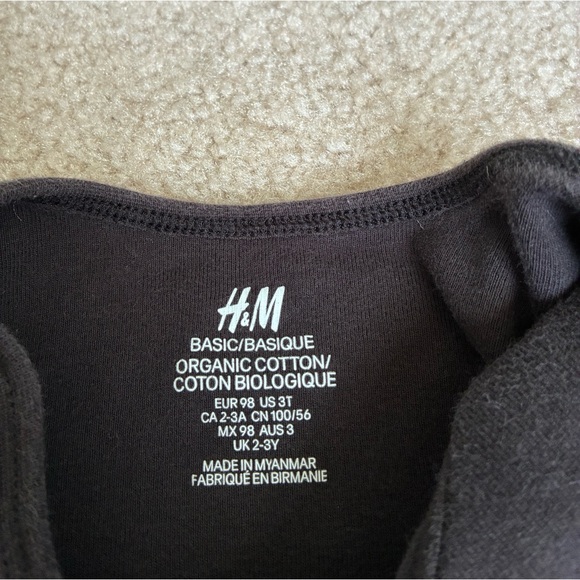 H&M
BASIC/BASIQUE
ORGANIC COTTON/
COTON BIOLOGIQUE
EUR 98 US 3T
CA 2-3A CN 100/56
MX 98 AUS 3
UK 2-3Y
MADE IN MYANMAR
FABRIQUÉ EN BIRMANIE